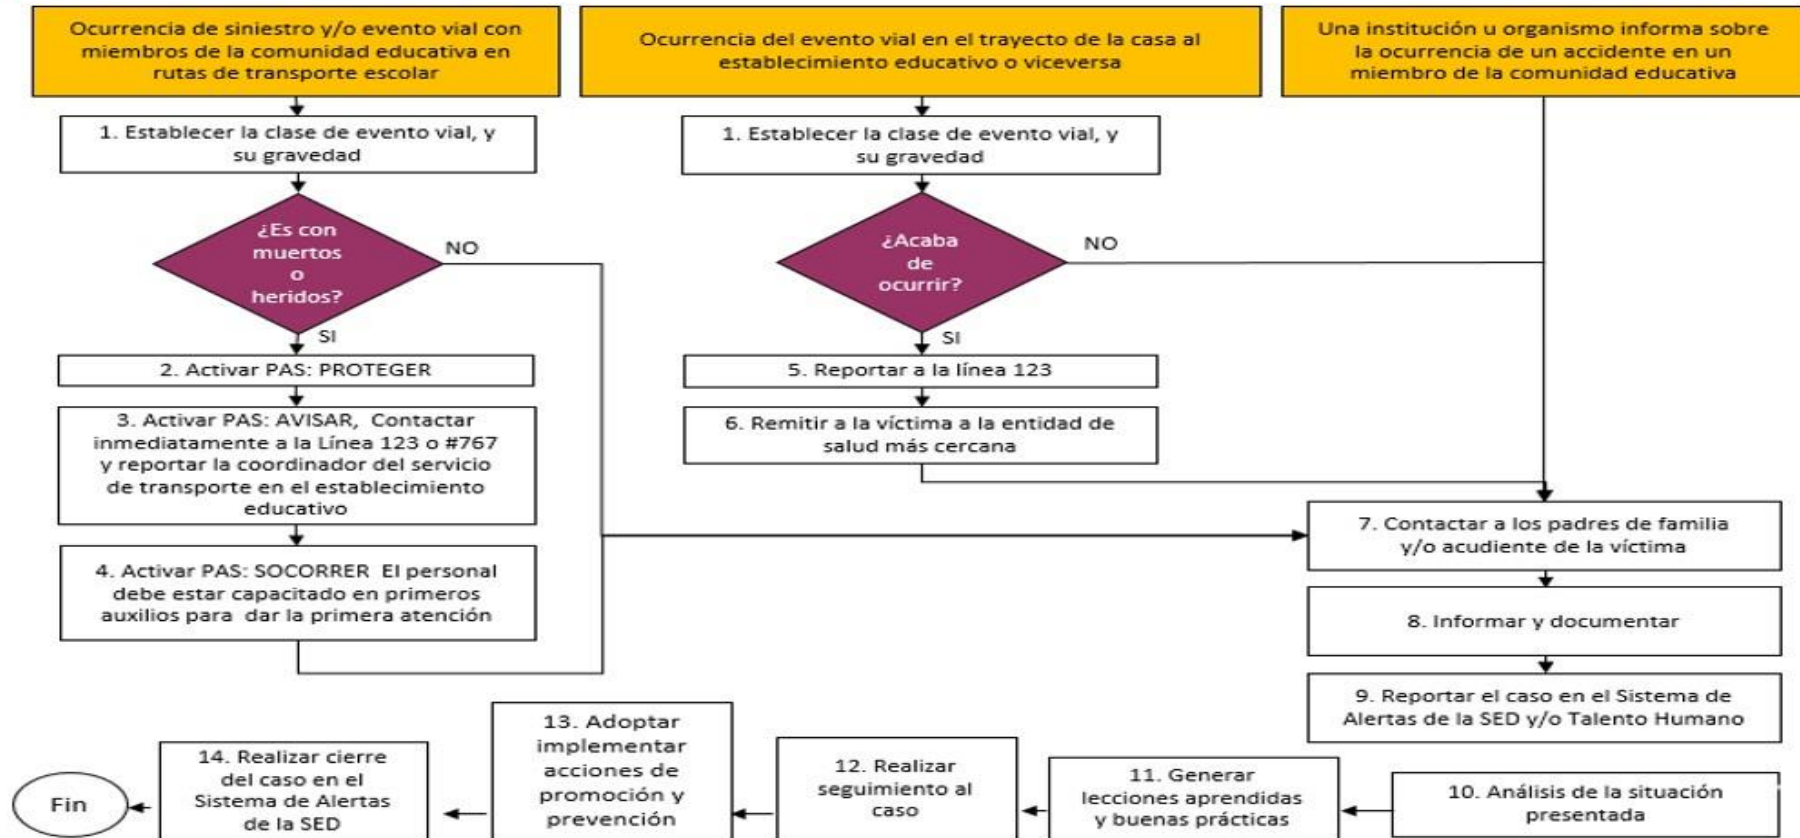 Ocurrencia de siniestro y/o evento vial con
miembros de la comunidad educativa en
rutas de transporte escolar
Ocurrencia del evento vial en el trayecto de la casa al
establecimiento educativo o viceversa
Una institución u organismo informa sobre
la ocurrencia de un accidente en un
miembro de la comunidad educativa
1. Establecer la clase de evento vial, y
su gravedad
1. Establecer la clase de evento vial, y
su gravedad
¿Es con
muertos
o
heridos?
NO
SI
¿Acaba
de
ocurrir?
NO
SI
2. Activar PAS: PROTEGER
3. Activar PAS: AVISAR, Contactar
inmediatamente a la Línea 123 o #767
y reportar la coordinador del servicio
de transporte en el establecimiento
educativo
4. Activar PAS: SOCORRER El personal
debe estar capacitado en primeros
auxilios para dar la primera atención
5. Reportar a la línea 123
6. Remitir a la víctima a la entidad de
salud más cercana
7. Contactar a los padres de familia
y/o acudiente de la víctima
8. Informar y documentar
9. Reportar el caso en el Sistema de
Alertas de la SED y/o Talento Humano
10. Análisis de la situación
presentada
11. Generar
lecciones aprendidas
y buenas prácticas
12. Realizar
seguimiento al
caso
13. Adoptar
implementar
acciones de
promoción y
prevención
14. Realizar cierre
del caso en el
Sistema de Alertas
de la SED
Fin